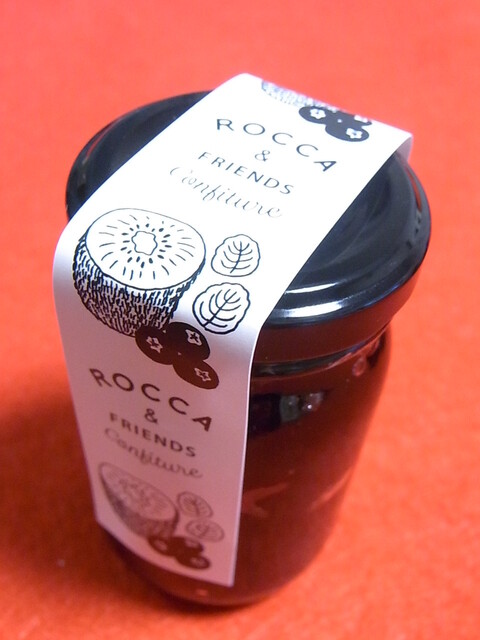 ROCCA
&
FRIENDS
Confiture
ROCCA
&
FRIENDS
Confiture